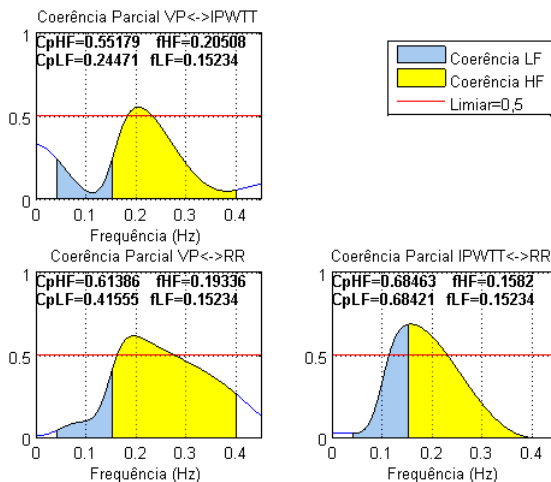 Coerência Parcial VP<->IPWTT
CpHF=0.55179 fHF=0.20508
CpLF=0.24471 fLF=0.15234
1
0.5
0
0 0.1 0.2 0.3 0.4
Frequência (Hz)
Coerência LF
Coerência HF
Limiar=0,5
Coerência Parcial VP<->RR
CpHF=0.61386 fHF=0.19336
CpLF=0.41555 fLF=0.15234
1
0.5
0
0 0.1 0.2 0.3 0.4
Frequência (Hz)
Coerência Parcial IPWTT<->RR
CpHF=0.68463 fHF=0.1582
CpLF=0.68421 fLF=0.15234
1
0.5
0
0 0.1 0.2 0.3 0.4
Frequência (Hz)